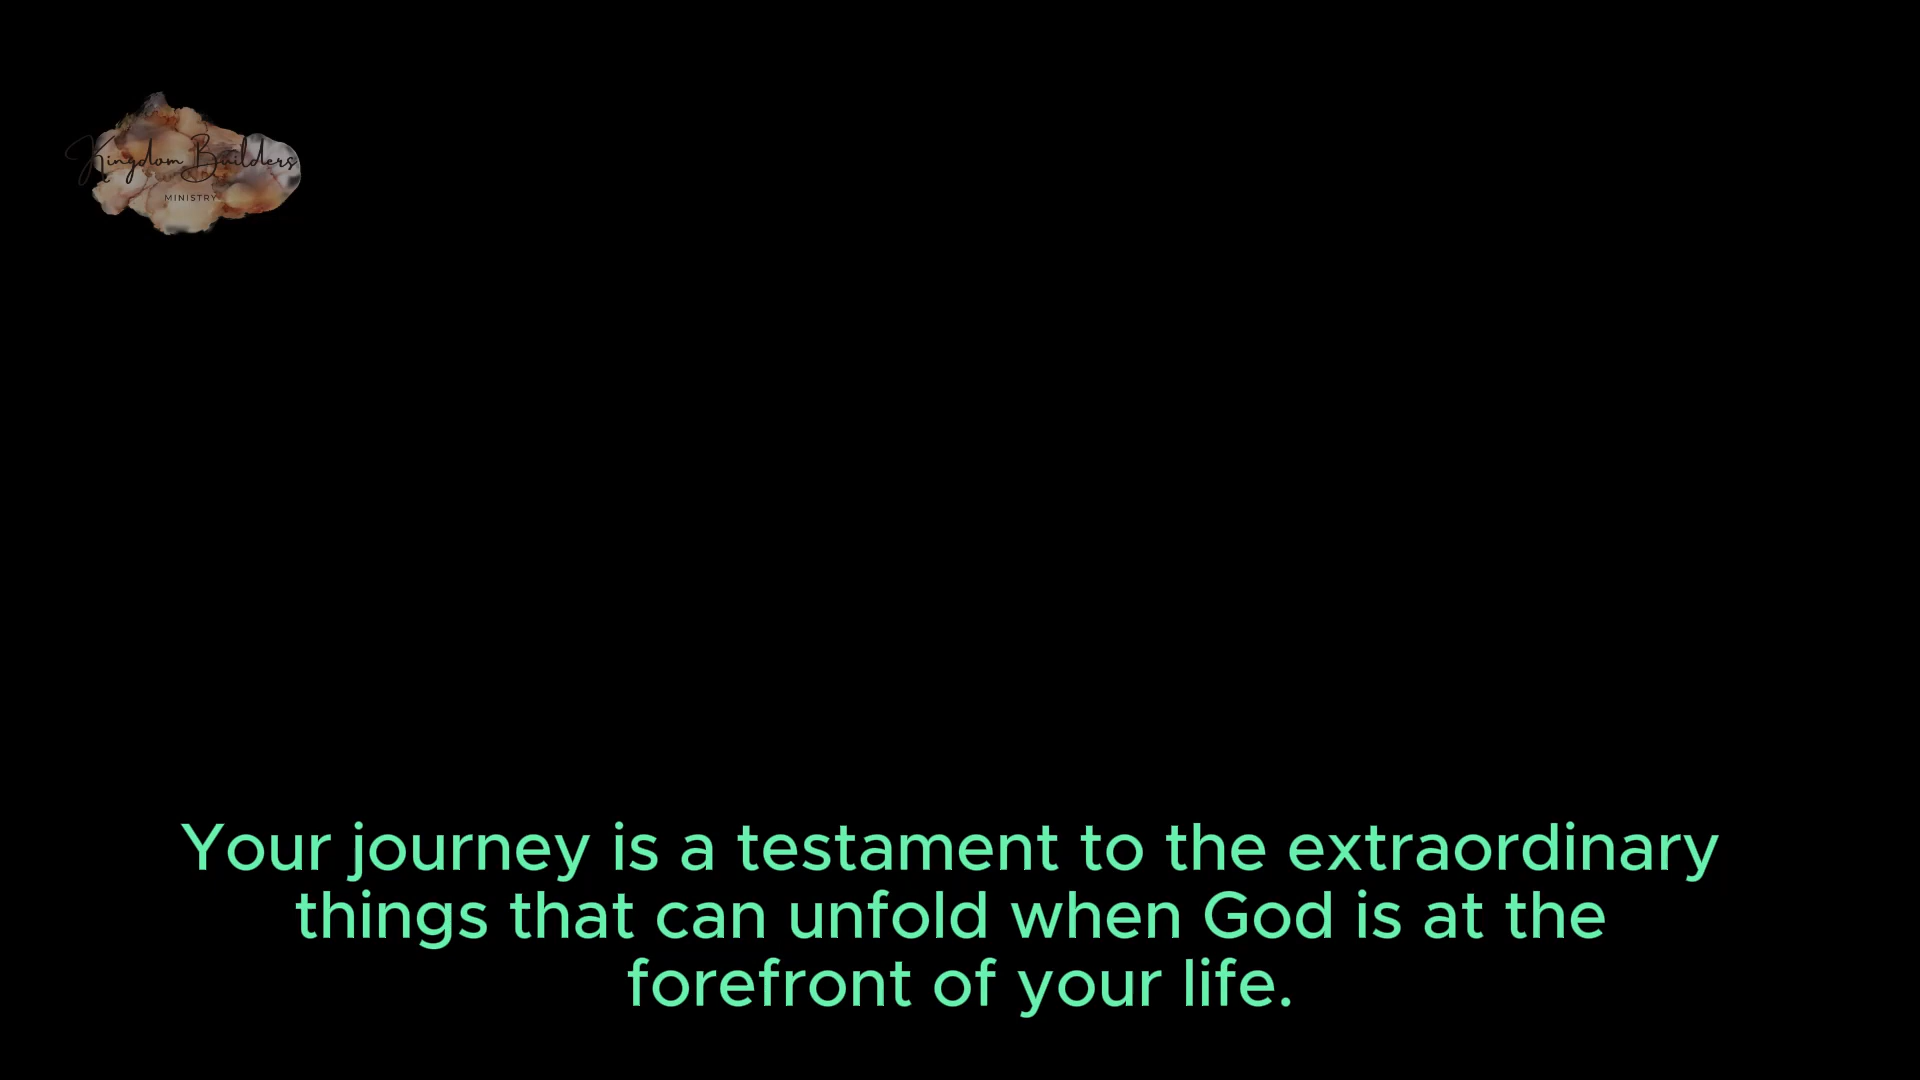 Kingdom Builders
MINISTRY
Your journey is a testament to the extraordinary
things that can unfold when God is at the
forefront of your life.